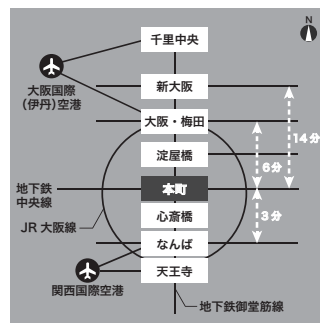 N
千里中央
大阪国際
(伊丹)空港
新大阪
大阪・梅田
14分
淀屋橋
6分
地下鉄
中央線
本町
心斎橋
3分
JR 大阪線
なんば
天王寺
関西国際空港
地下鉄御堂筋線